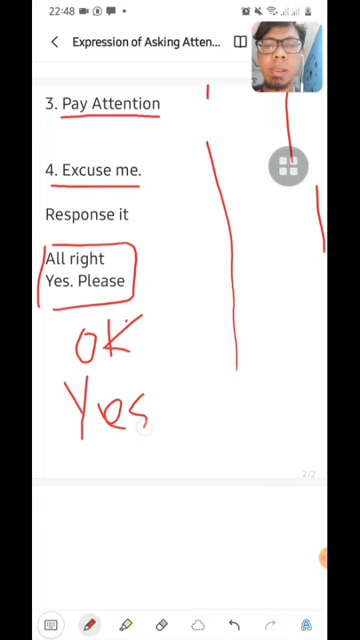 22:48
Expression of Asking Atten...
3. Pay Attention
4. Excuse me.
Response it
All right
Yes. Please
OK
Yes
2/2